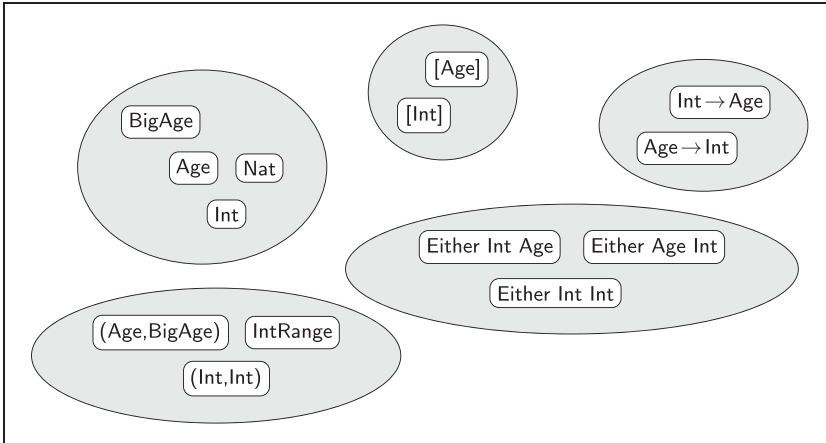 [Age]
[Int]
Int→Age
Age→Int
BigAge
Age Nat
Int
Either Int Age Either Age Int
Either Int Int
(Age,BigAge) IntRange
(Int,Int)